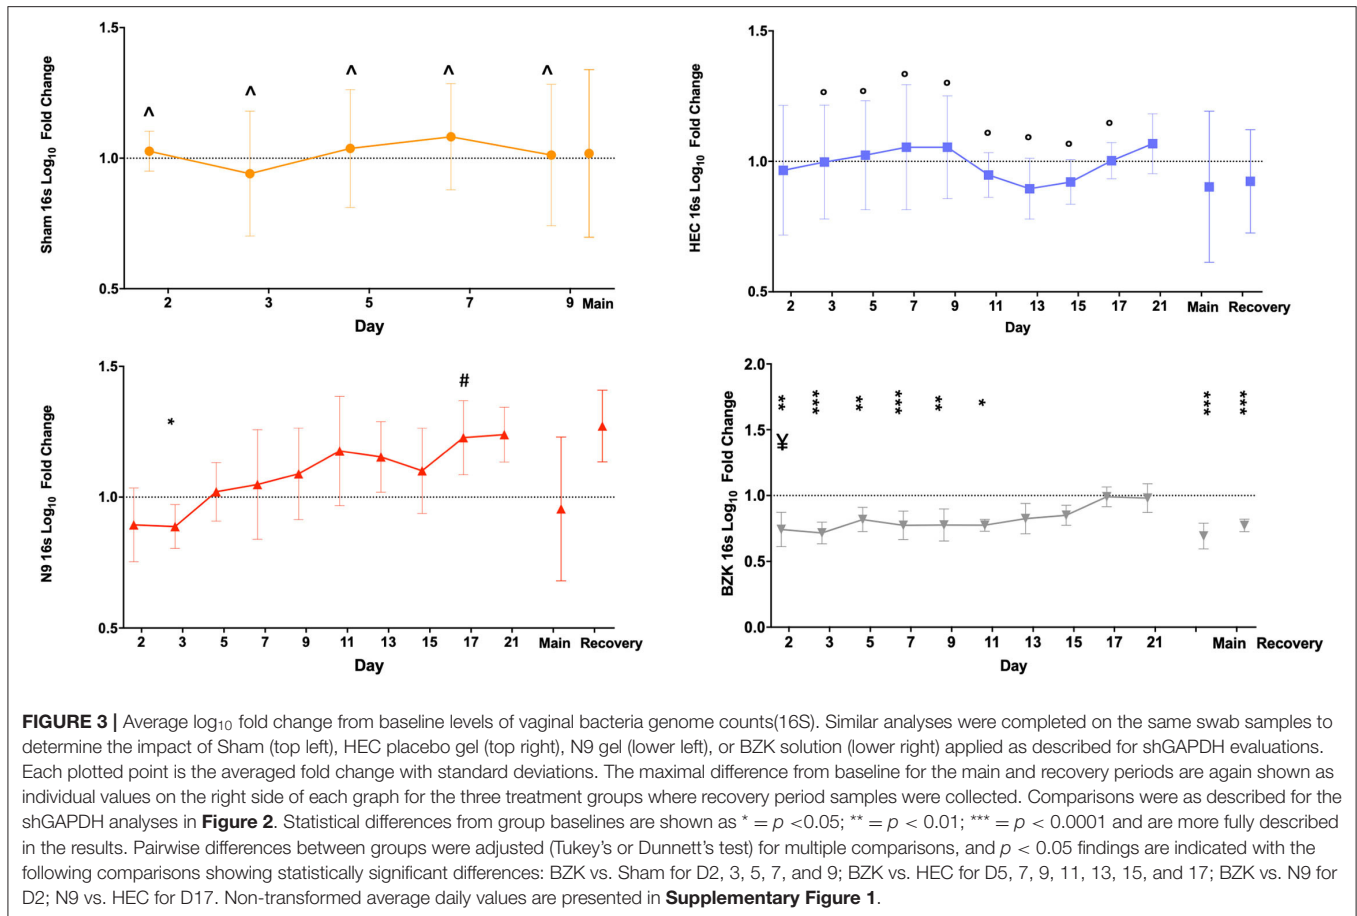 1.5
1.0
0.5
Sham 16s Log10 Fold Change
^ ^ ^ ^ ^
2 3 5 7 9 Main
Day
1.5
1.0
0.5
HEC 16s Log10 Fold Change
° ° ° ° ° ° ° °
2 3 5 7 9 11 13 15 17 21 Main Recovery
Day
1.5
1.0
0.5
N9 16s Log10 Fold Change
* #
2 3 5 7 9 11 13 15 17 21 Main Recovery
Day
2.0
1.5
1.0
0.5
0.0
BZK 16s Log10 Fold Change
** *** ** *** ** * *** ***
¥
2 3 5 7 9 11 13 15 17 21 Main Recovery
Day
FIGURE 3 | Average log10 fold change from baseline levels of vaginal bacteria genome counts(16S). Similar analyses were completed on the same swab samples to
determine the impact of Sham (top left), HEC placebo gel (top right), N9 gel (lower left), or BZK solution (lower right) applied as described for shGAPDH evaluations.
Each plotted point is the averaged fold change with standard deviations. The maximal difference from baseline for the main and recovery periods are again shown as
individual values on the right side of each graph for the three treatment groups where recovery period samples were collected. Comparisons were as described for the
shGAPDH analyses in Figure 2. Statistical differences from group baselines are shown as * = p <0.05; ** = p < 0.01; *** = p < 0.0001 and are more fully described
in the results. Pairwise differences between groups were adjusted (Tukey's or Dunnett's test) for multiple comparisons, and p < 0.05 findings are indicated with the
following comparisons showing statistically significant differences: BZK vs. Sham for D2, 3, 5, 7, and 9; BZK vs. HEC for D5, 7, 9, 11, 13, 15, and 17; BZK vs. N9 for
D2; N9 vs. HEC for D17. Non-transformed average daily values are presented in Supplementary Figure 1.